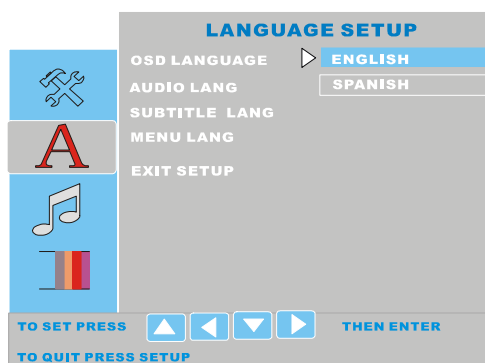 LANGUAGE SETUP
OSD LANGUAGE ENGLISH
AUDIO LANG SPANISH
SUBTITLE LANG
MENU LANG
EXIT SETUP
A
TO SET PRESS THEN ENTER
TO QUIT PRESS SETUP